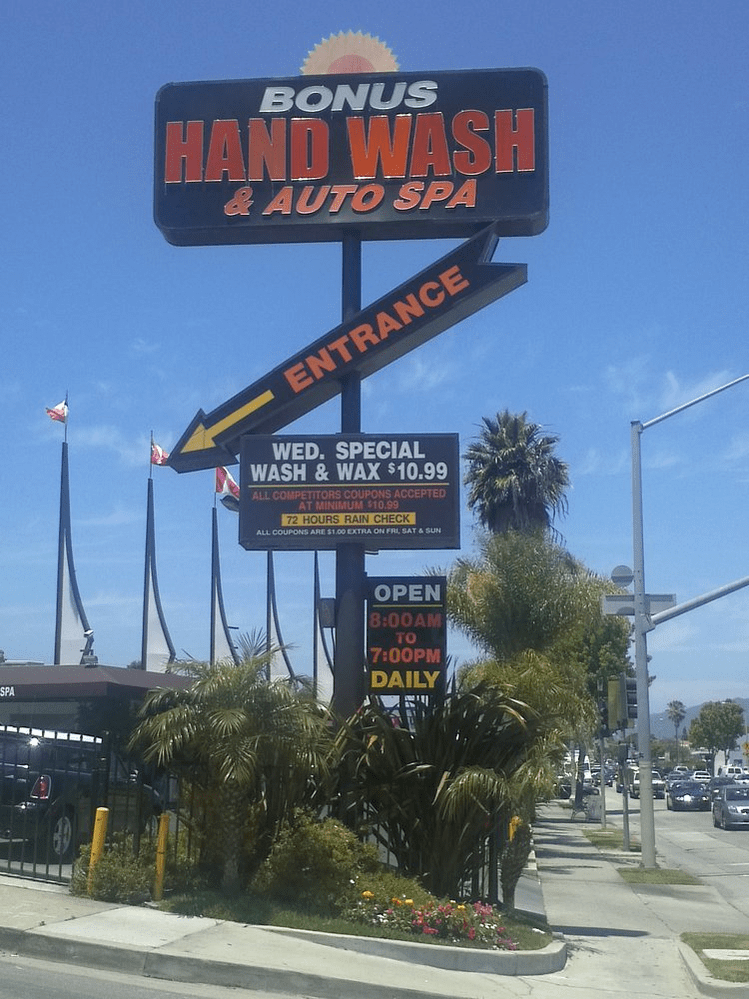 BONUS
HAND WASH
& AUTO SPA
ENTRANCE
WED. SPECIAL
WASH & WAX $10.99
ALL COMPETITORS COUPONS ACCEPTED
AT MINIMUM $10.99
72 HOURS RAIN CHECK
ALL COUPONS ARE $1.00 EXTRA ON FRI, SAT & SUN
OPEN
8:00AM
TO
7:00PM
DAILY
SPA